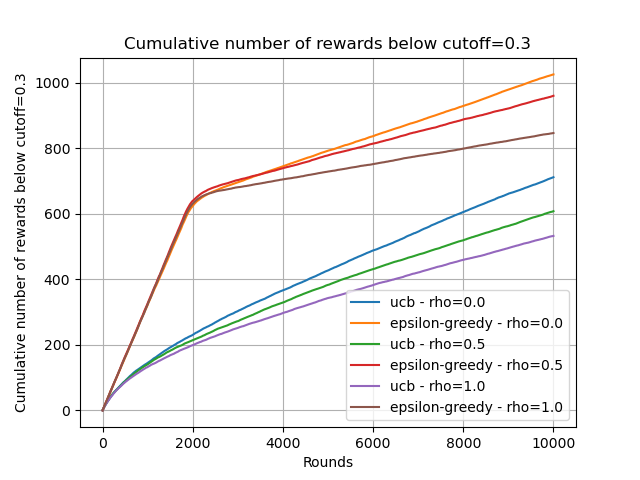 Cumulative number of rewards below cutoff=0.3
Cumulative number of rewards below cutoff=0.3
1000
800
600
400
200
0
ucb - rho=0.0
epsilon-greedy - rho=0.0
ucb - rho=0.5
epsilon-greedy - rho=0.5
ucb - rho=1.0
epsilon-greedy - rho=1.0
0 2000 4000 6000 8000 10000
Rounds